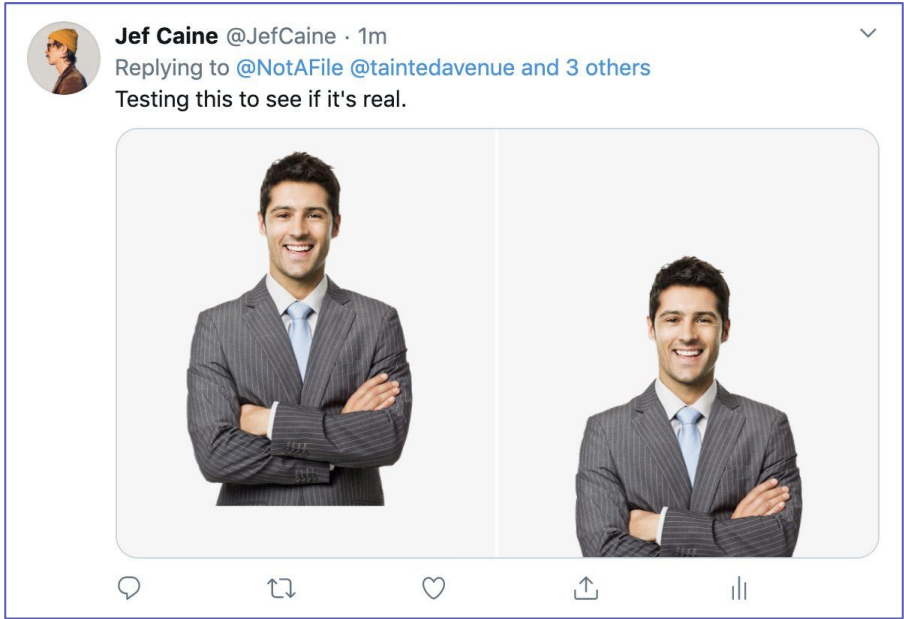 Jef Caine @JefCaine · 1m
Replying to @NotAFile @taintedavenue and 3 others
Testing this to see if it's real.